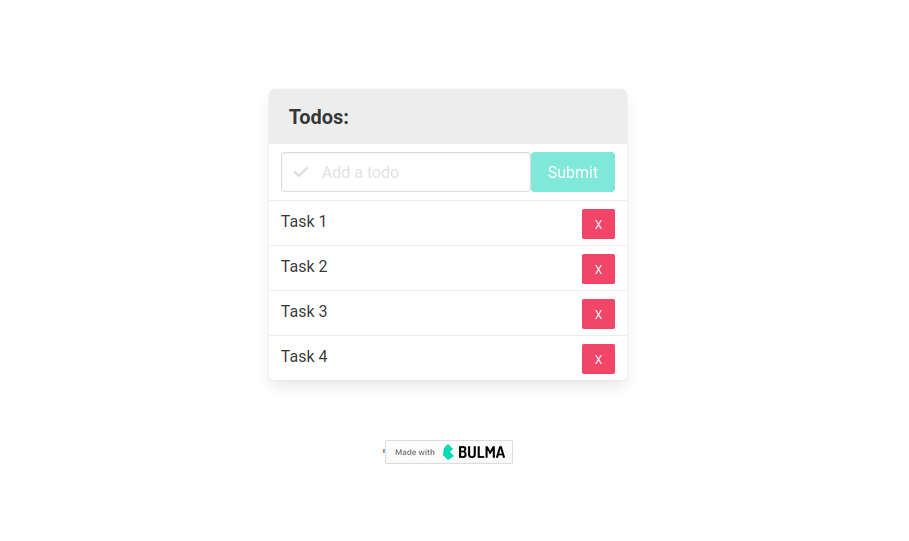 Todos:
Add a todo Submit
Task 1 X
Task 2 X
Task 3 X
Task 4 X
Made with BULMA